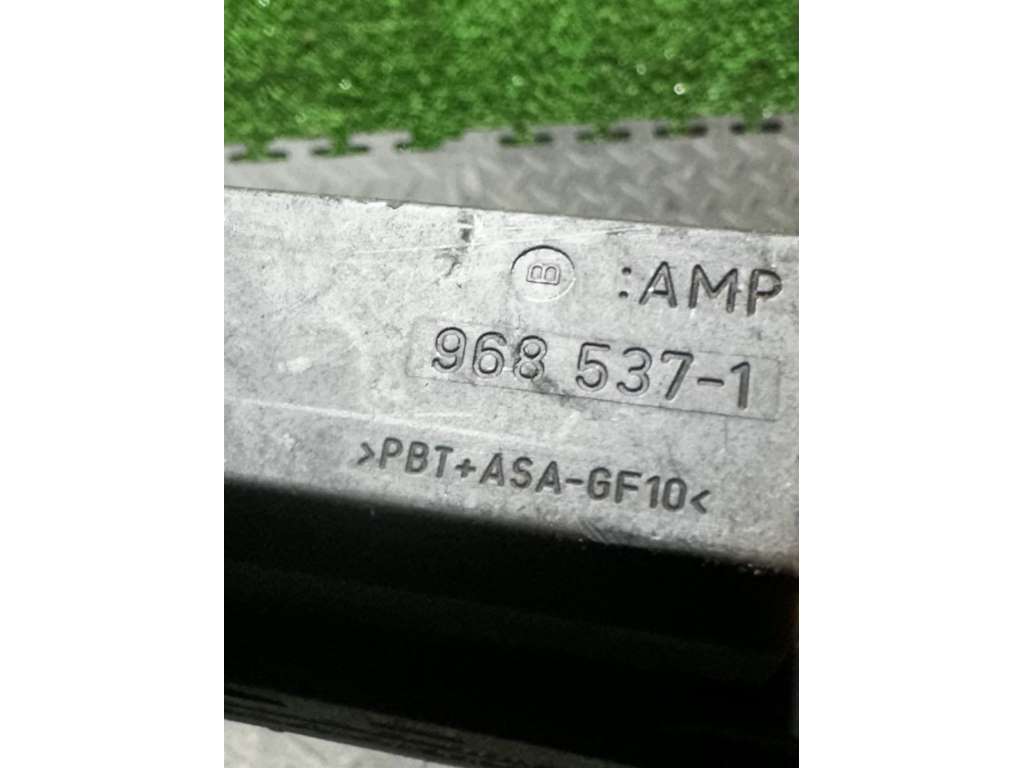 B :AMP
968 537-1
>PBT+ASA-GF10<